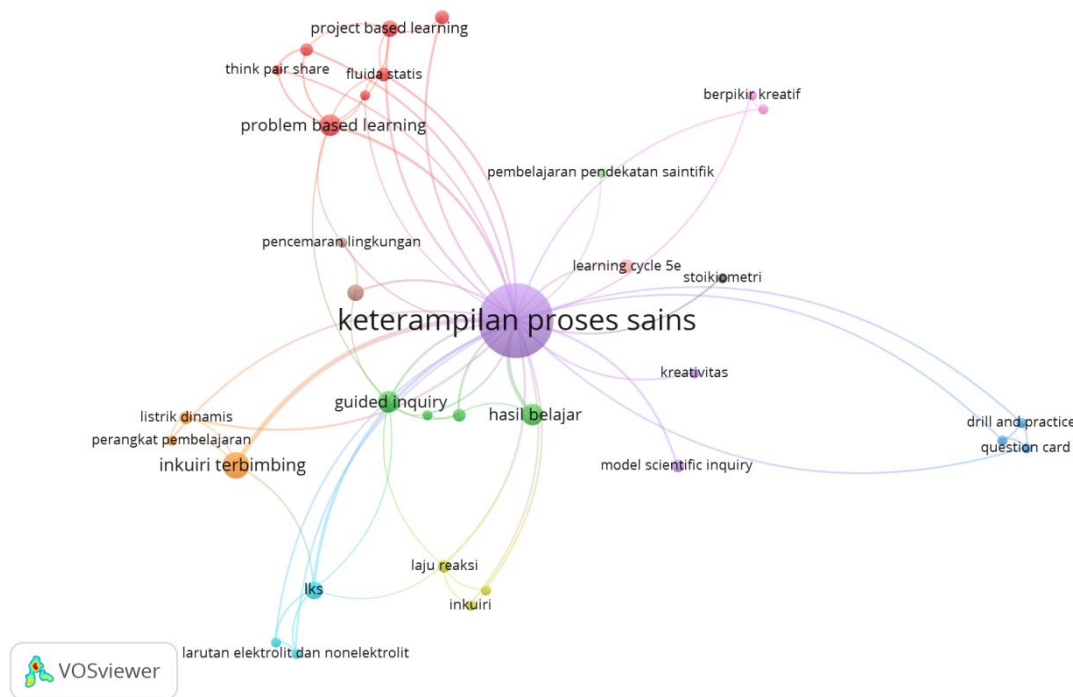 project based learning
think pair share
fluida statis
berpikir kreatif
problem based learning
pembelajaran pendekatan saintifik
pencemaran lingkungan
learning cycle 5e
stoikiometri
keterampilan proses sains
kreativitas
guided inquiry
hasil belajar
listrik dinamis
drill and practice
perangkat pembelajaran
question card
inkuiri terbimbing
model scientific inquiry
laju reaksi
lks
inkuiri
larutan elektrolit dan nonelektrolit
VOSviewer